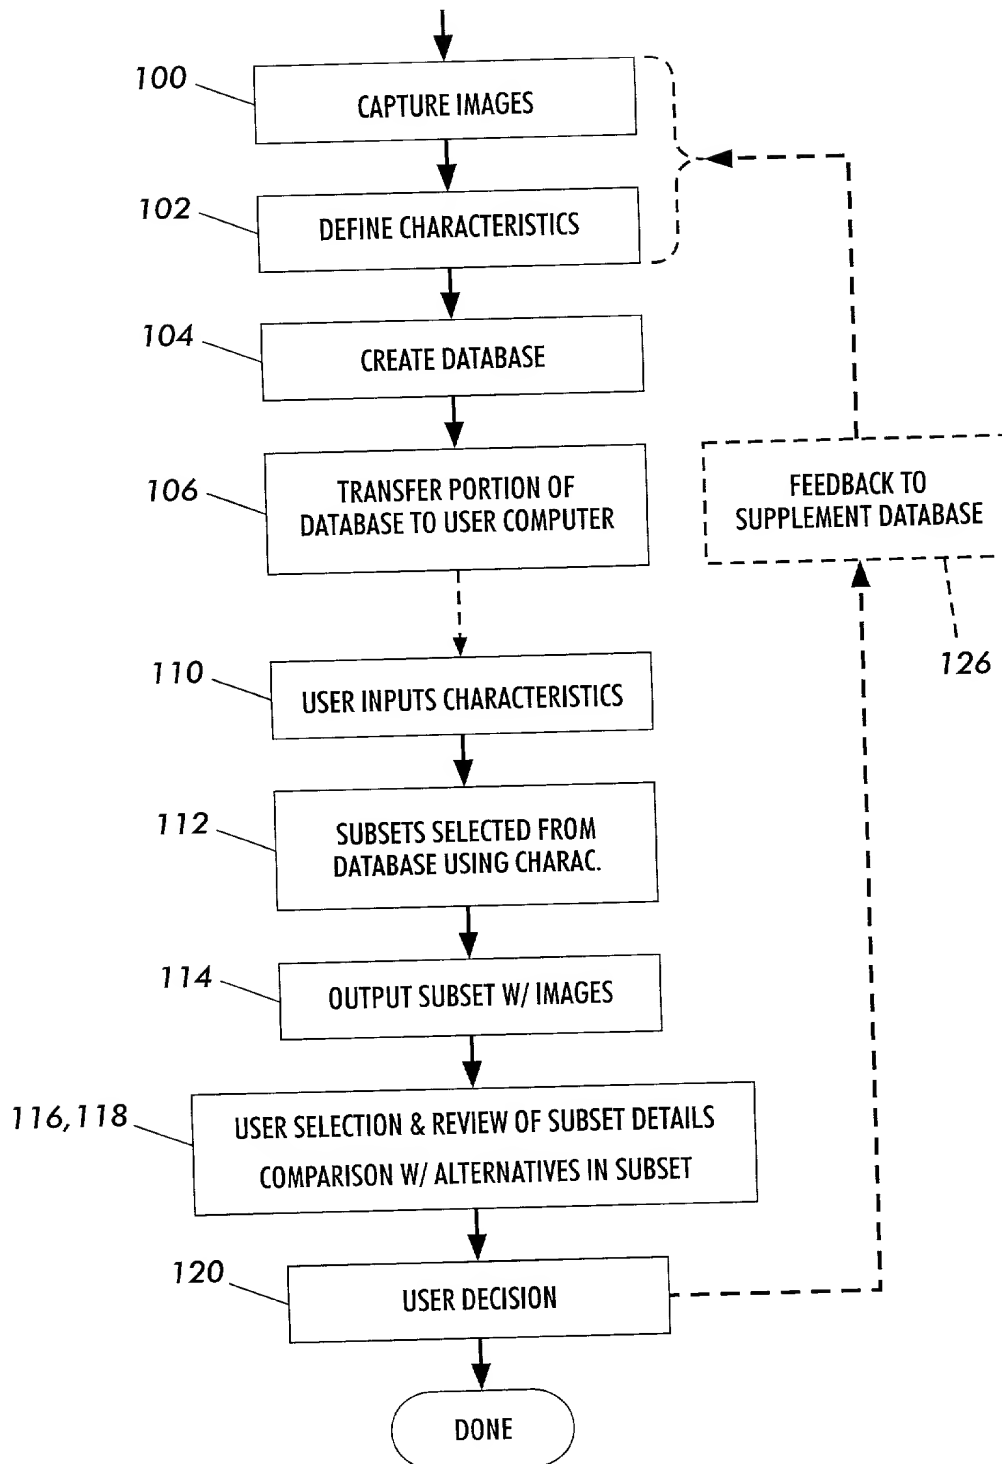 100
CAPTURE IMAGES
102
DEFINE CHARACTERISTICS
104
CREATE DATABASE
106
TRANSFER PORTION OF
DATABASE TO USER COMPUTER
FEEDBACK TO
SUPPLEMENT DATABASE
126
110
USER INPUTS CHARACTERISTICS
112
SUBSETS SELECTED FROM
DATABASE USING CHARAC.
114
OUTPUT SUBSET W/ IMAGES
116,118
USER SELECTION & REVIEW OF SUBSET DETAILS
COMPARISON W/ ALTERNATIVES IN SUBSET
120
USER DECISION
DONE